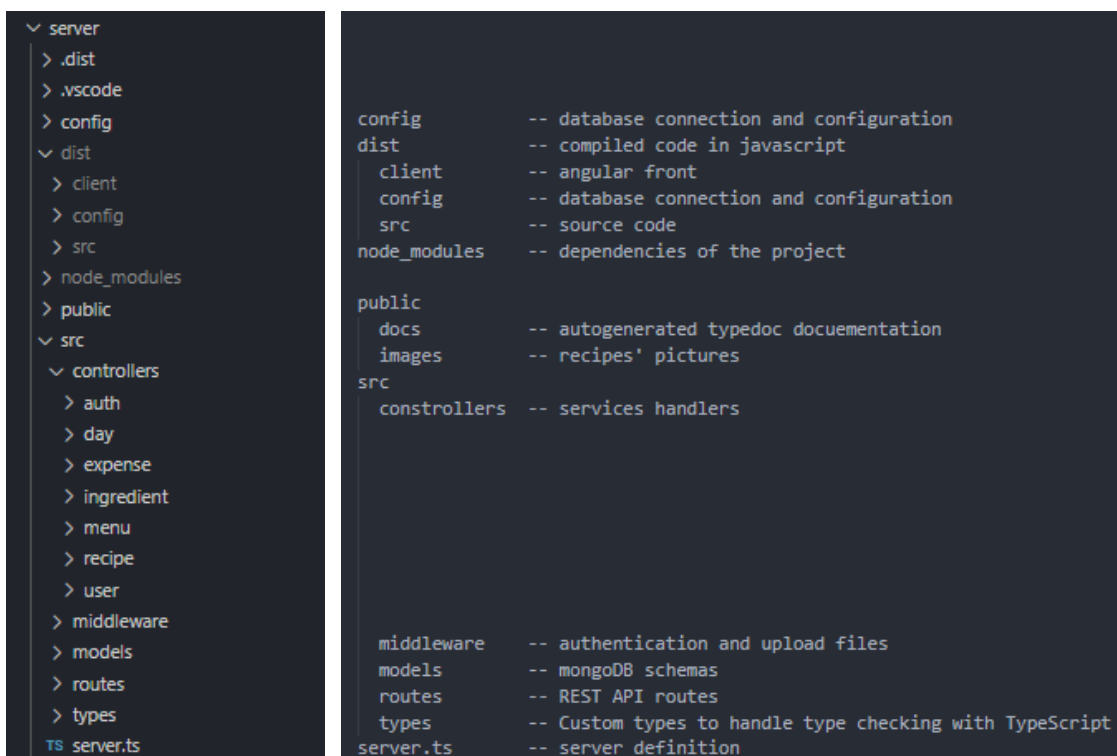 server
.dist
.vscode
config
dist
client
config
src
node_modules
public
src
controllers
auth
day
expense
ingredient
menu
recipe
user
middleware
models
routes
types
TS server.ts
config -- database connection and configuration
dist -- compiled code in javascript
client -- angular front
config -- database connection and configuration
src -- source code
node_modules -- dependencies of the project
public
docs -- autogenerated typedoc docuementation
images -- recipes' pictures
src
constrollers -- services handlers
middleware -- authentication and upload files
models -- mongoDB schemas
routes -- REST API routes
types -- Custom types to handle type checking with TypeScript
server.ts -- server definition